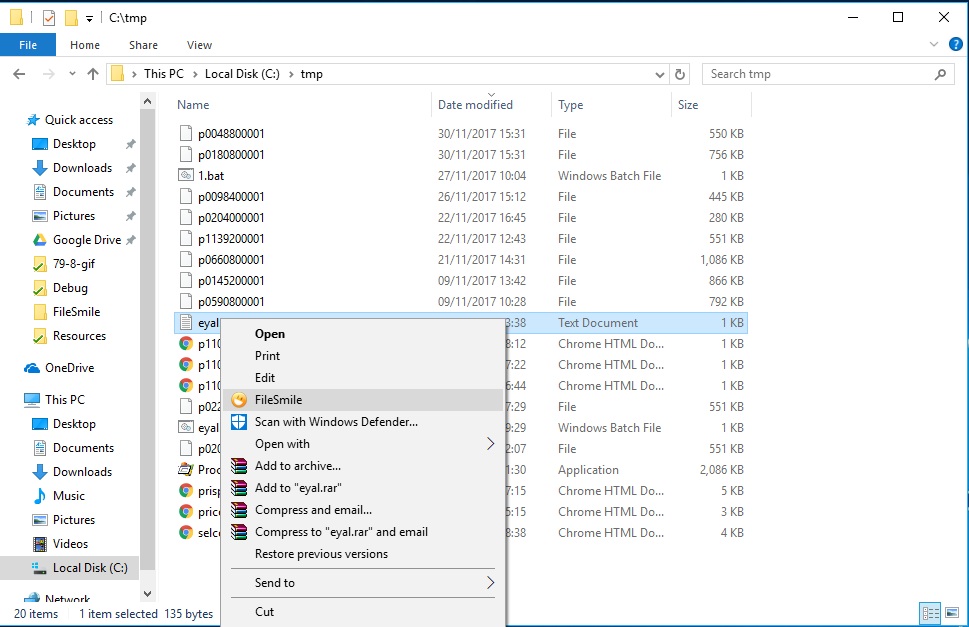 C:\tmp
File Home Share View
This PC Local Disk (C:) tmp
Search tmp
Name Date modified Type Size
Quick access
Desktop
Downloads
Documents
Pictures
Google Drive
79-8-gif
Debug
FileSmile
Resources
OneDrive
This PC
Desktop
Documents
Downloads
Music
Pictures
Videos
Local Disk (C:)
Network
p0048800001 30/11/2017 15:31 File 550 KB
p0180800001 30/11/2017 15:31 File 756 KB
1.bat 27/11/2017 10:04 Windows Batch File 1 KB
p0098400001 26/11/2017 15:12 File 445 KB
p0204000001 22/11/2017 16:45 File 280 KB
p1139200001 22/11/2017 12:43 File 551 KB
p0660800001 21/11/2017 14:31 File 1,086 KB
p0145200001 09/11/2017 13:42 File 866 KB
p0590800001 09/11/2017 10:28 File 792 KB
eyal 3:38 Text Document 1 KB
p110 8:12 Chrome HTML Do... 1 KB
p110 7:22 Chrome HTML Do... 1 KB
p110 6:44 Chrome HTML Do... 1 KB
p022 7:29 File 551 KB
eyal 9:29 Windows Batch File 1 KB
p020 2:07 File 551 KB
Proc 1:30 Application 2,086 KB
prisp 7:15 Chrome HTML Do... 5 KB
price 5:15 Chrome HTML Do... 3 KB
selco 8:38 Chrome HTML Do... 4 KB
Open
Print
Edit
FileSmile
Scan with Windows Defender...
Open with
Add to archive...
Add to "eyal.rar"
Compress and email...
Compress to "eyal.rar" and email
Restore previous versions
Send to
Cut
20 items 1 item selected 135 bytes